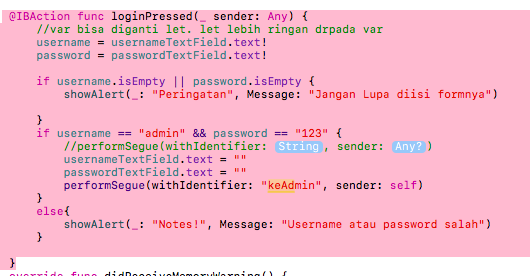 @IBAction func loginPressed(_ sender: Any) {
//var bisa diganti let. let lebih ringan drpada var
username = usernameTextField.text!
password = passwordTextField.text!
if username.isEmpty || password.isEmpty {
showAlert(_: "Peringatan", Message: "Jangan Lupa diisi formnya")
}
if username == "admin" && password == "123" {
//performSegue(withIdentifier: String, sender: Any?)
usernameTextField.text = ""
passwordTextField.text = ""
performSegue(withIdentifier: "keAdmin", sender: self)
}
else{
showAlert(_: "Notes!", Message: "Username atau password salah")
}
}
override func didReceiveMemoryWarning() {